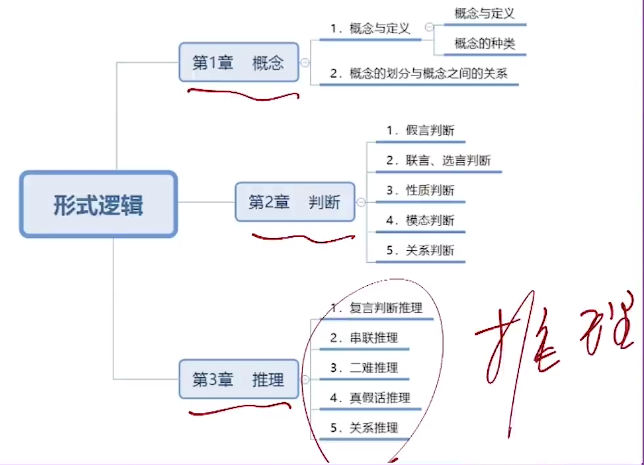 形式逻辑
第1章 概念
1. 概念与定义
概念与定义
概念的种类
2. 概念的划分与概念之间的关系
第2章 判断
1. 假言判断
2. 联言、选言判断
3. 性质判断
4. 模态判断
5. 关系判断
第3章 推理
1. 复言判断推理
2. 串联推理
3. 二难推理
4. 真假话推理
5. 关系推理
推理